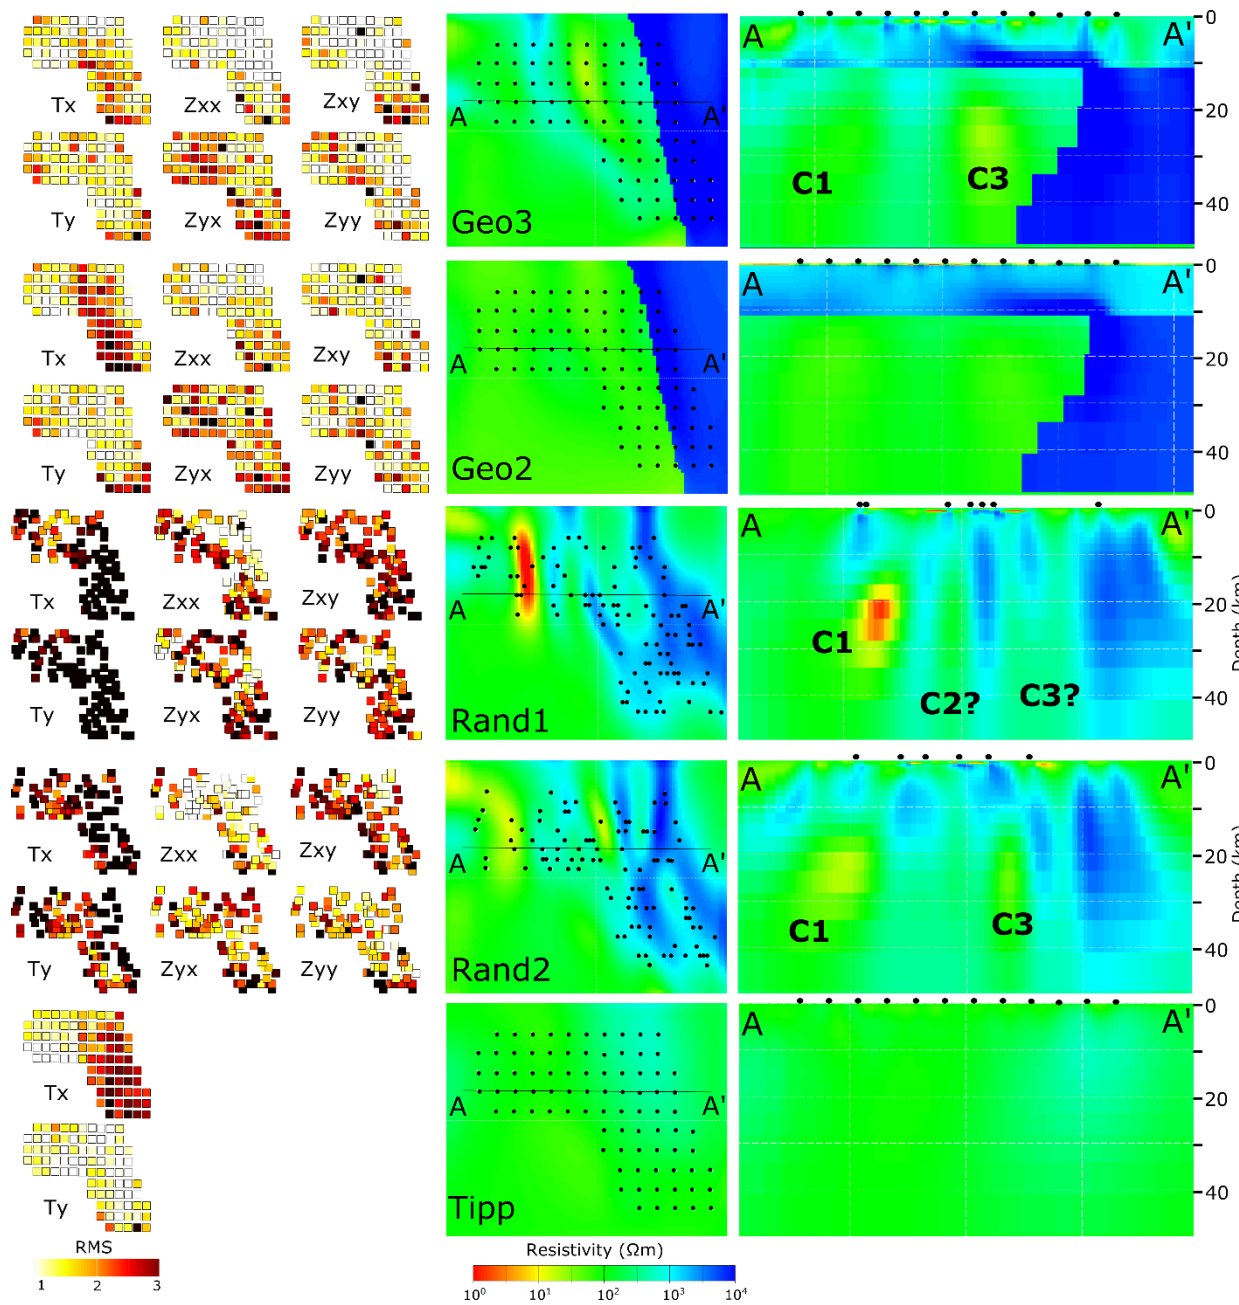 Tx Zxx Zxy
Ty Zyx Zyy
A A'
Geo3
A A'
C1 C3
0
20
40
Tx Zxx Zxy
Ty Zyx Zyy
A A'
Geo2
A A'
0
20
40
Tx Zxx Zxy
Ty Zyx Zyy
A A'
Rand1
A A'
C1 C2? C3?
0
20
40
Depth (km)
Tx Zxx Zxy
Ty Zyx Zyy
A A'
Rand2
A A'
C1 C3
0
20
40
Depth (km)
Tx
Ty
A A'
Tipp
A A'
0
20
40
RMS
1 2 3
Resistivity (Ωm)
10⁰ 10¹ 10² 10³ 10⁴